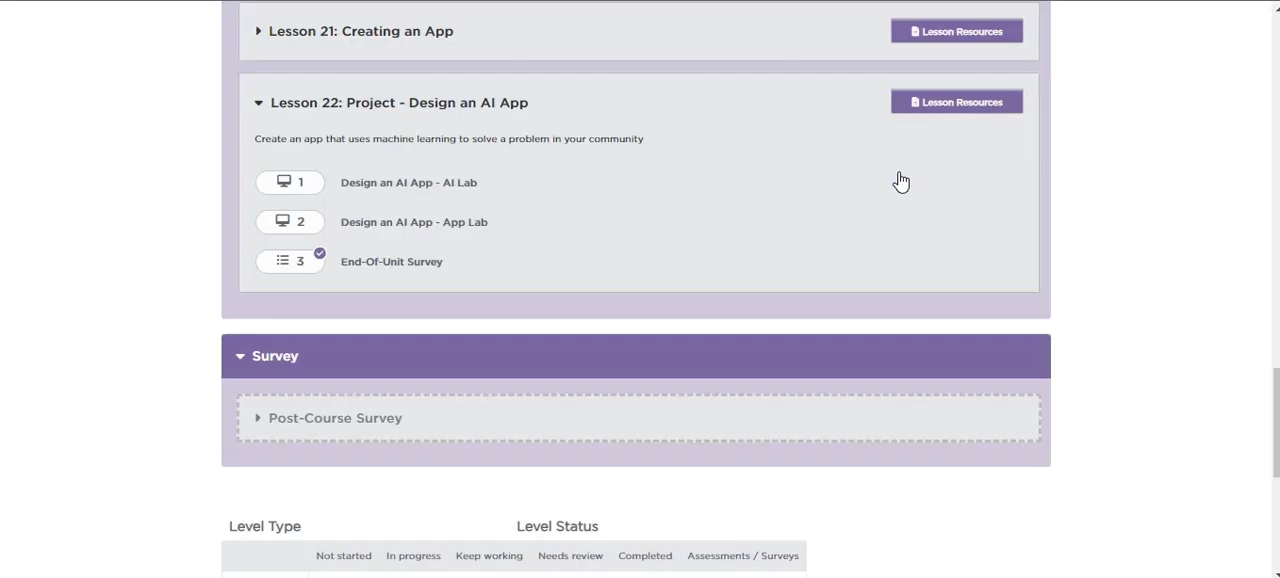 Lesson 21: Creating an App
Lesson Resources
Lesson 22: Project - Design an AI App
Lesson Resources
Create an app that uses machine learning to solve a problem in your community
1 Design an AI App - AI Lab
2 Design an AI App - App Lab
3 End-Of-Unit Survey
Survey
Post-Course Survey
Level Type
Level Status
Not started In progress Keep working Needs review Completed Assessments / Surveys